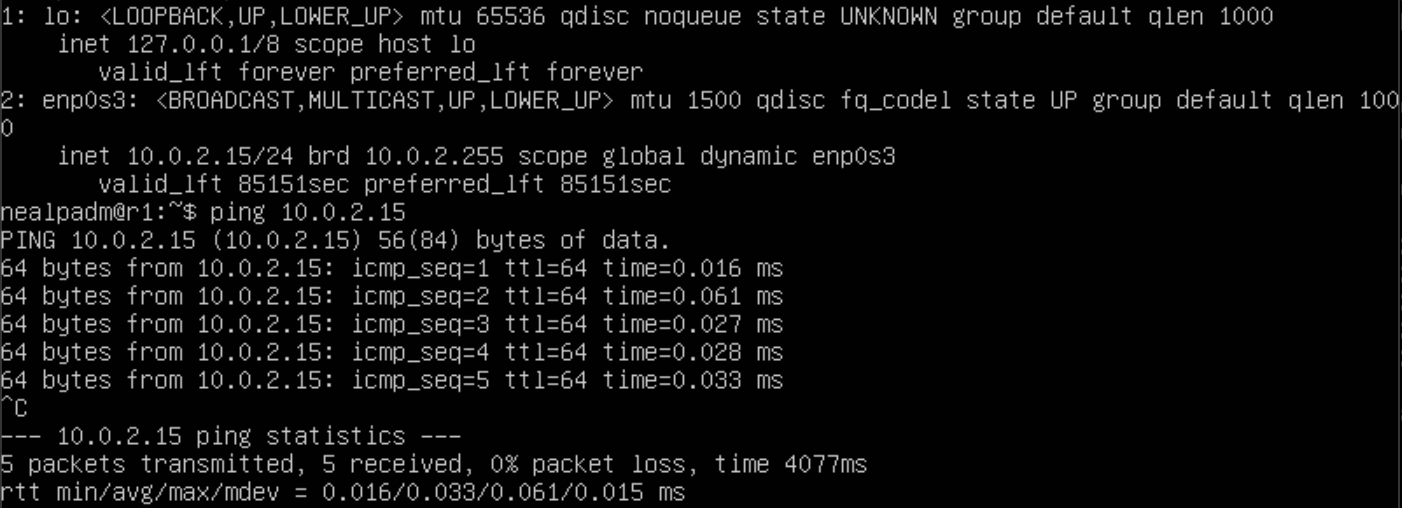 1: lo: <LOOPBACK,UP,LOWER_UP> mtu 65536 qdisc noqueue state UNKNOWN group default qlen 1000
    inet 127.0.0.1/8 scope host lo
       valid_lft forever preferred_lft forever
2: enp0s3: <BROADCAST,MULTICAST,UP,LOWER_UP> mtu 1500 qdisc fq_codel state UP group default qlen 100
0
    inet 10.0.2.15/24 brd 10.0.2.255 scope global dynamic enp0s3
       valid_lft 85151sec preferred_lft 85151sec
nealpadm@r1:~$ ping 10.0.2.15
PING 10.0.2.15 (10.0.2.15) 56(84) bytes of data.
64 bytes from 10.0.2.15: icmp_seq=1 ttl=64 time=0.016 ms
64 bytes from 10.0.2.15: icmp_seq=2 ttl=64 time=0.061 ms
64 bytes from 10.0.2.15: icmp_seq=3 ttl=64 time=0.027 ms
64 bytes from 10.0.2.15: icmp_seq=4 ttl=64 time=0.028 ms
64 bytes from 10.0.2.15: icmp_seq=5 ttl=64 time=0.033 ms
^C
--- 10.0.2.15 ping statistics ---
5 packets transmitted, 5 received, 0% packet loss, time 4077ms
rtt min/avg/max/mdev = 0.016/0.033/0.061/0.015 ms